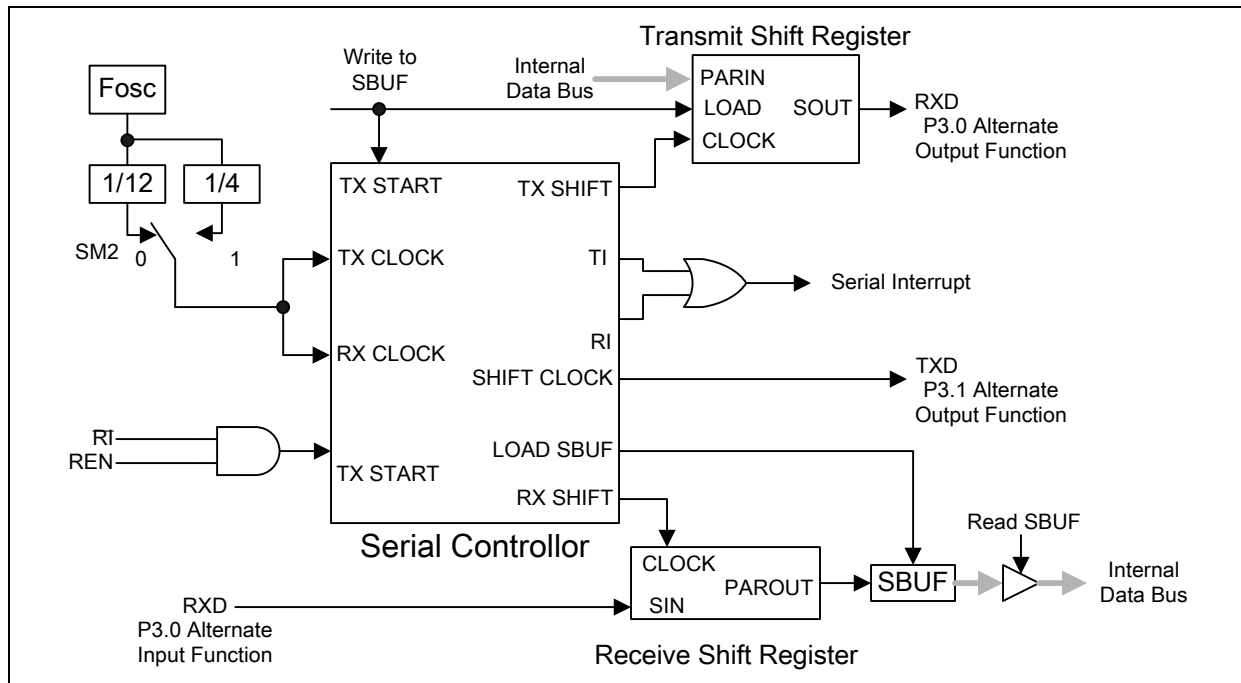 Transmit Shift Register
Write to
SBUF
Internal
Data Bus
Fosc
PARIN
LOAD
SOUT
CLOCK
RXD
P3.0 Alternate
Output Function
1/12
1/4
TX START
TX SHIFT
SM2
0
1
TX CLOCK
TI
Serial Interrupt
RI
RX CLOCK
SHIFT CLOCK
TXD
P3.1 Alternate
Output Function
R̅I̅
REN
TX START
LOAD SBUF
RX SHIFT
Serial Controllor
Read SBUF
CLOCK
PAROUT
SIN
SBUF
Internal
Data Bus
RXD
P3.0 Alternate
Input Function
Receive Shift Register